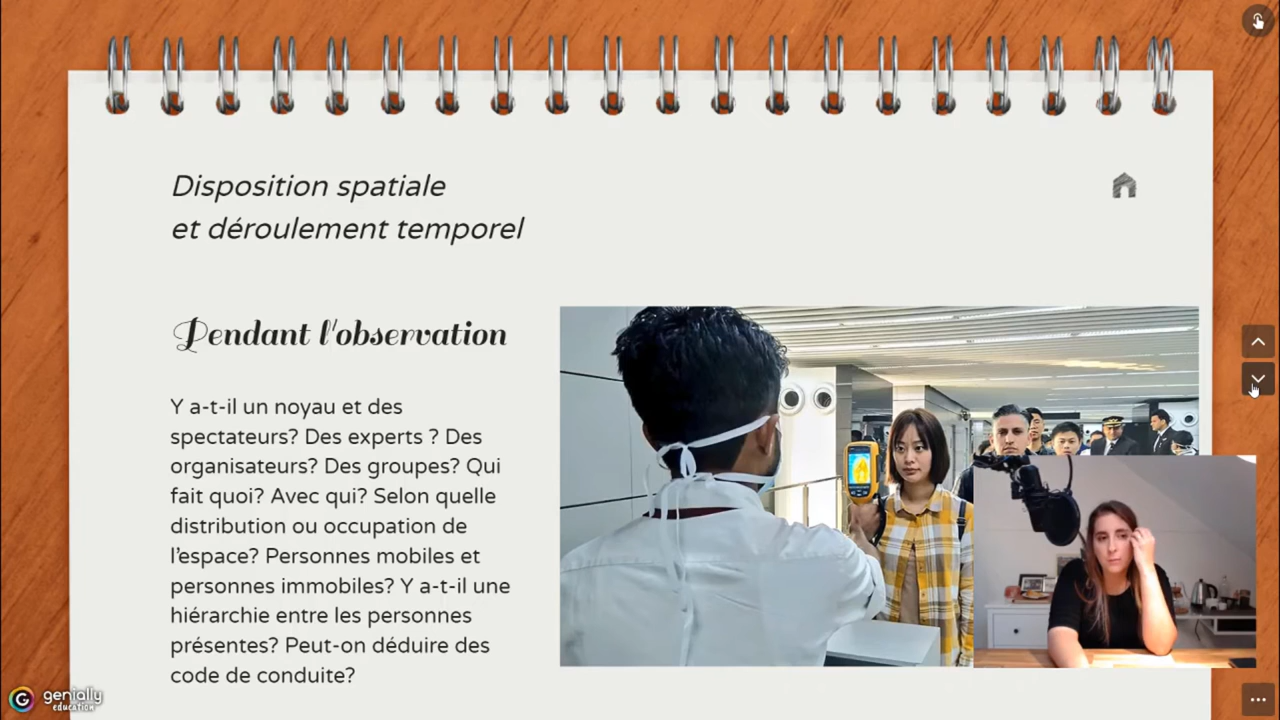 Disposition spatiale
et déroulement temporel
Pendant l'observation
Y a-t-il un noyau et des
spectateurs? Des experts ? Des
organisateurs? Des groupes? Qui
fait quoi? Avec qui? Selon quelle
distribution ou occupation de
l'espace? Personnes mobiles et
personnes immobiles? Y a-t-il une
hiérarchie entre les personnes
présentes? Peut-on déduire des
code de conduite?
genially
education